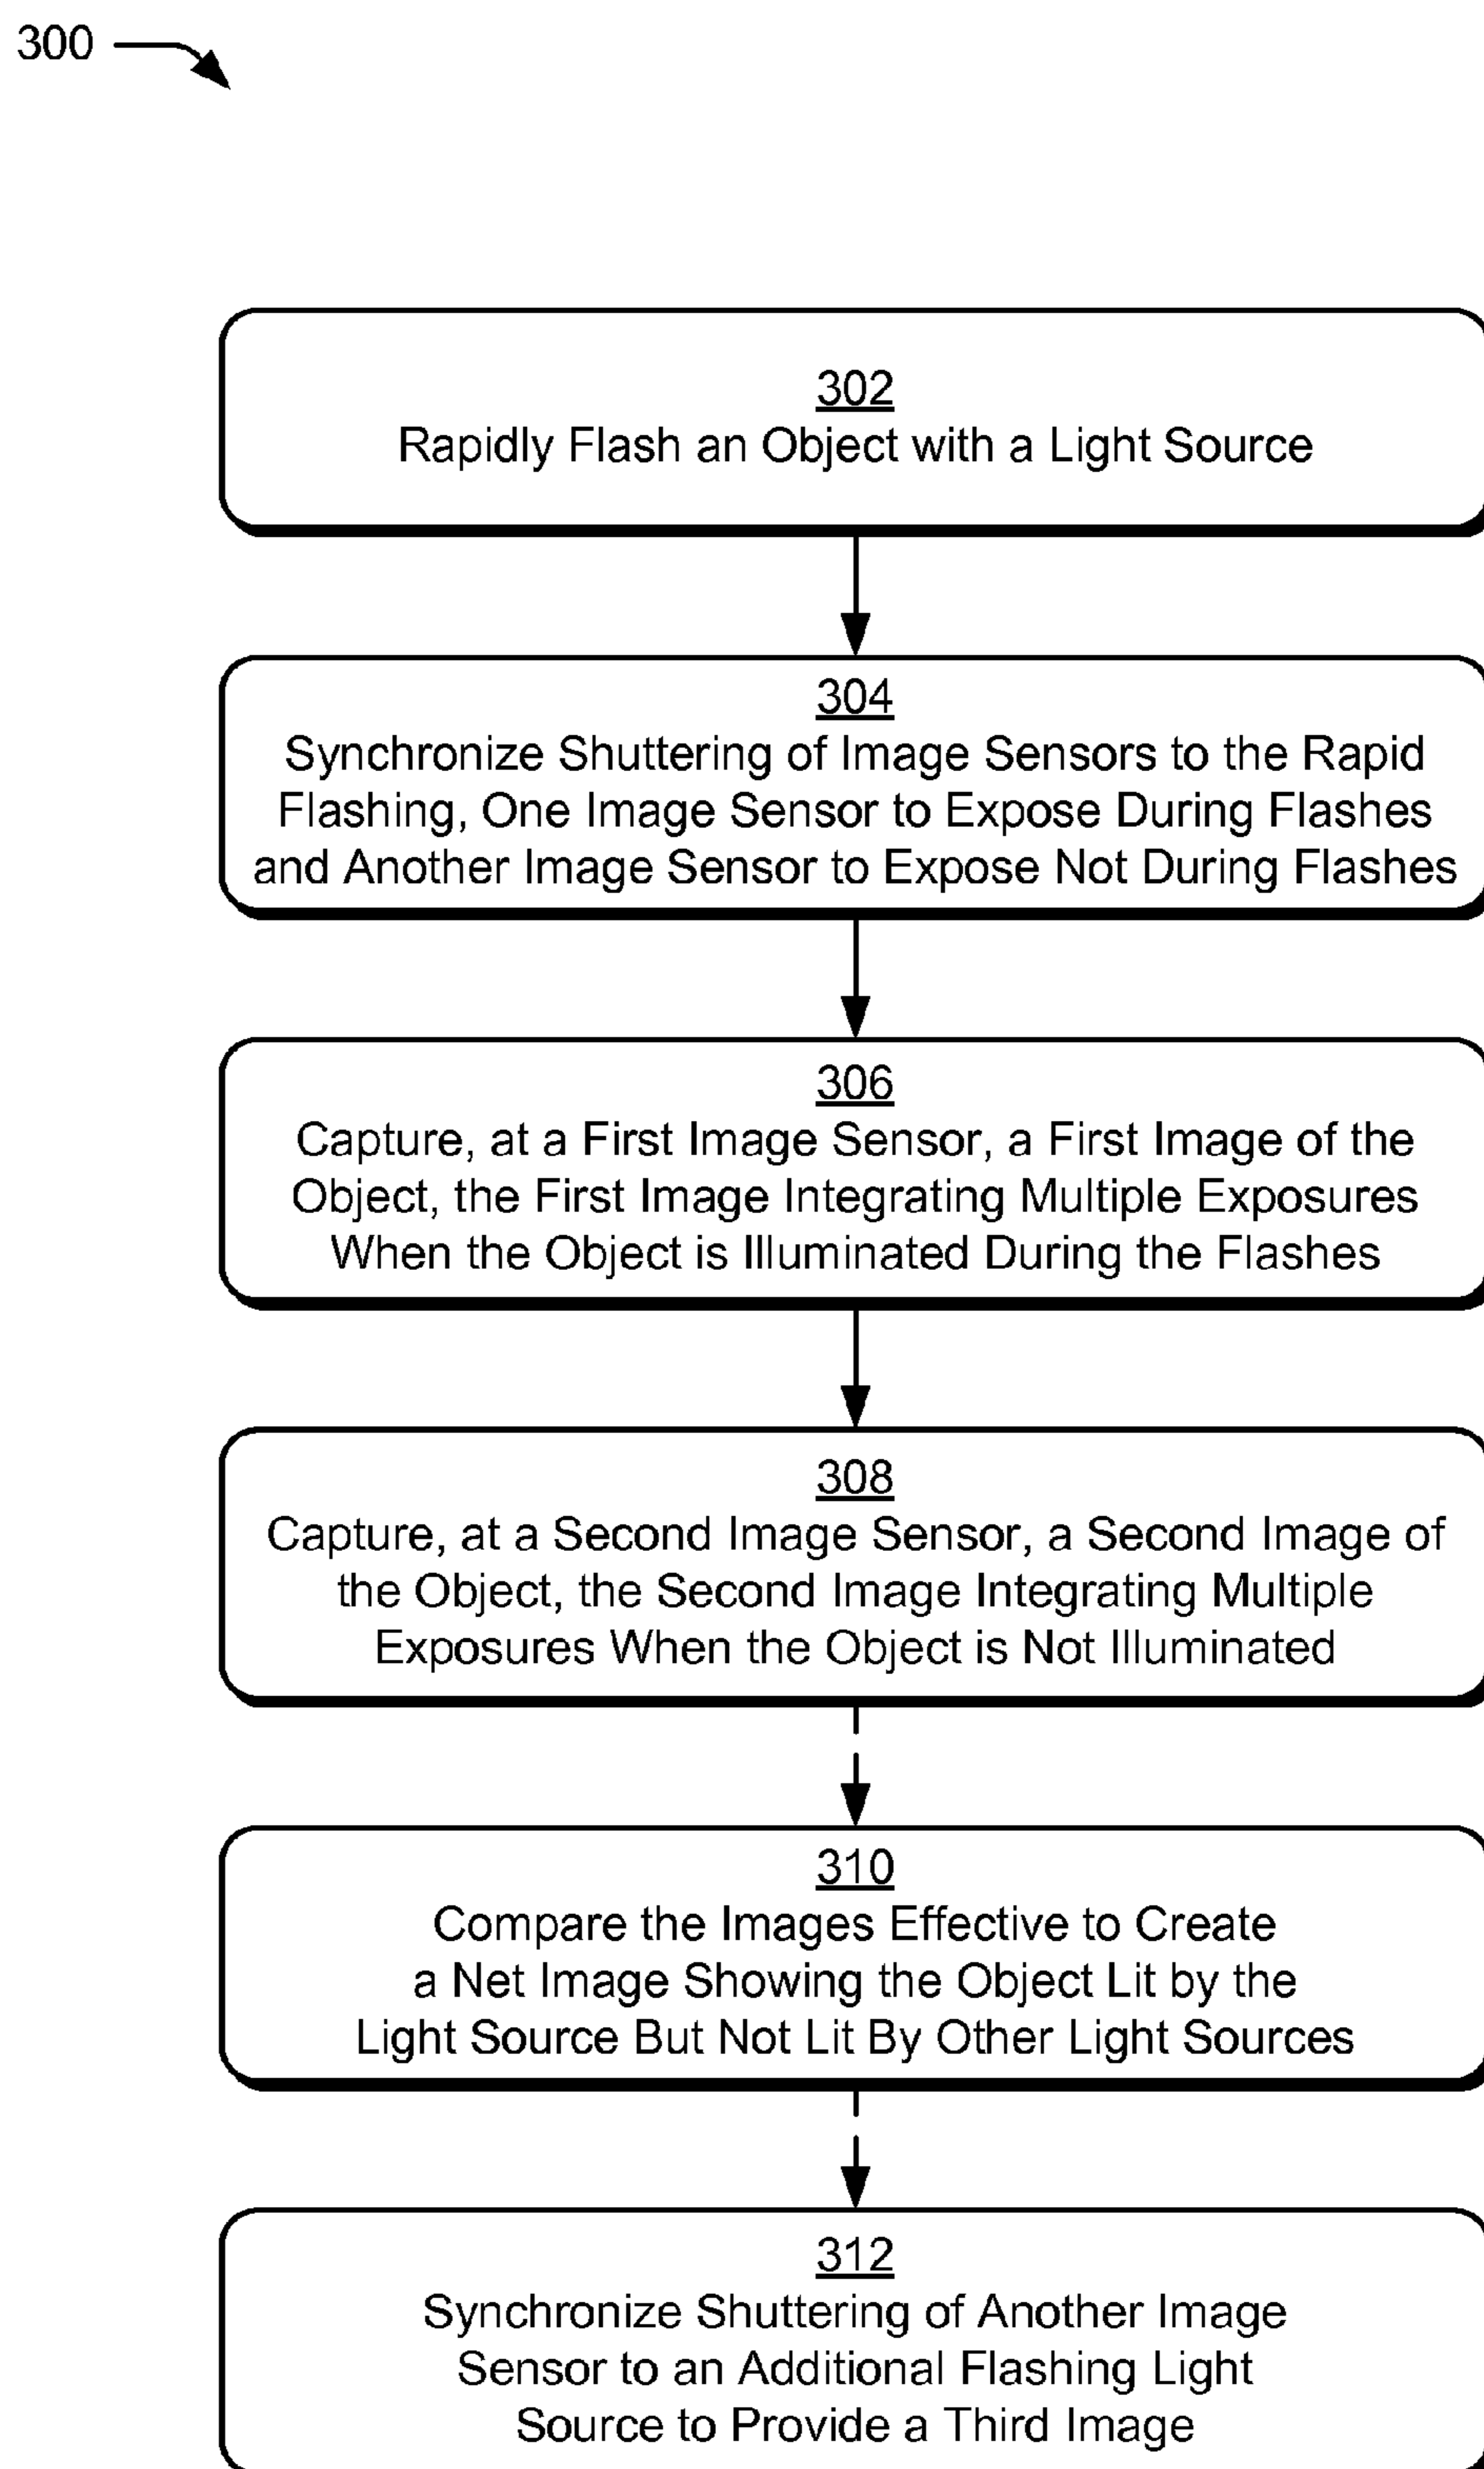 300
302
Rapidly Flash an Object with a Light Source
304
Synchronize Shuttering of Image Sensors to the Rapid
Flashing, One Image Sensor to Expose During Flashes
and Another Image Sensor to Expose Not During Flashes
306
Capture, at a First Image Sensor, a First Image of the
Object, the First Image Integrating Multiple Exposures
When the Object is Illuminated During the Flashes
308
Capture, at a Second Image Sensor, a Second Image of
the Object, the Second Image Integrating Multiple
Exposures When the Object is Not Illuminated
310
Compare the Images Effective to Create
a Net Image Showing the Object Lit by the
Light Source But Not Lit By Other Light Sources
312
Synchronize Shuttering of Another Image
Sensor to an Additional Flashing Light
Source to Provide a Third Image